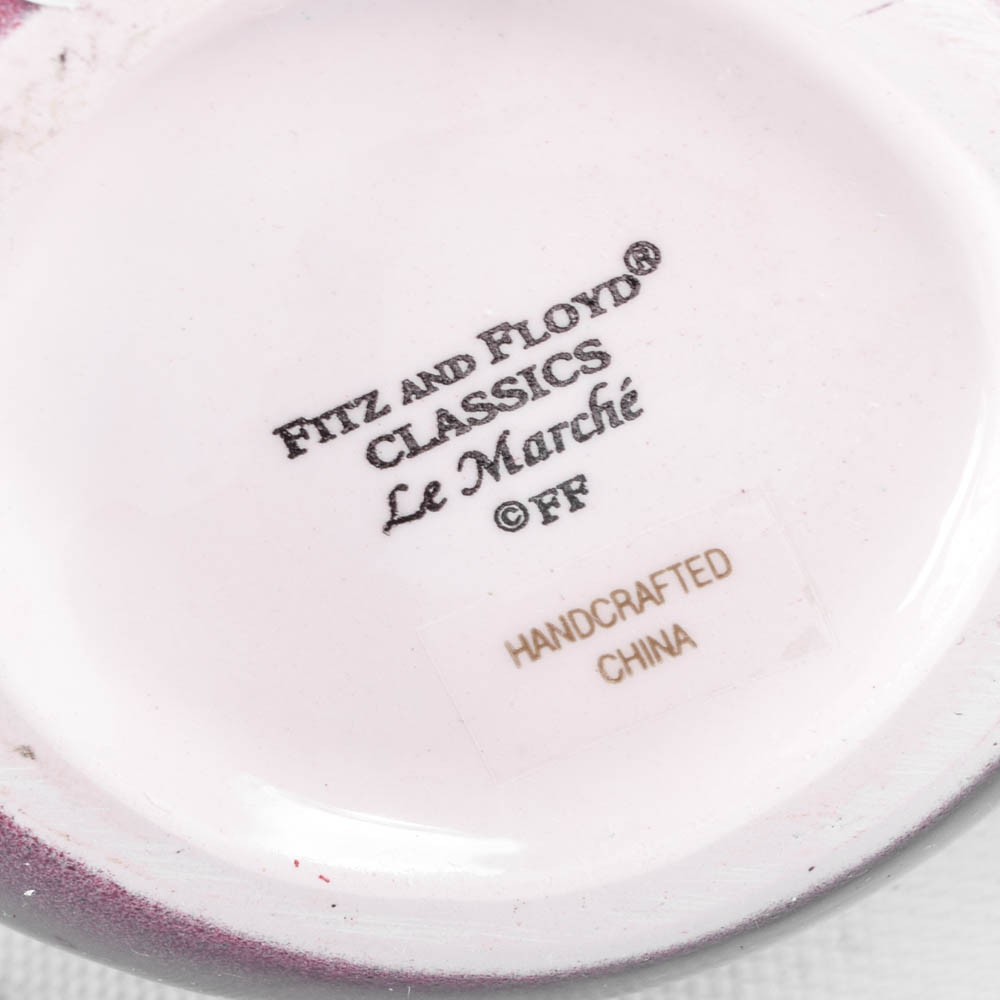 FITZ AND FLOYD®
CLASSICS
Le Marché
©FF
HANDCRAFTED
CHINA